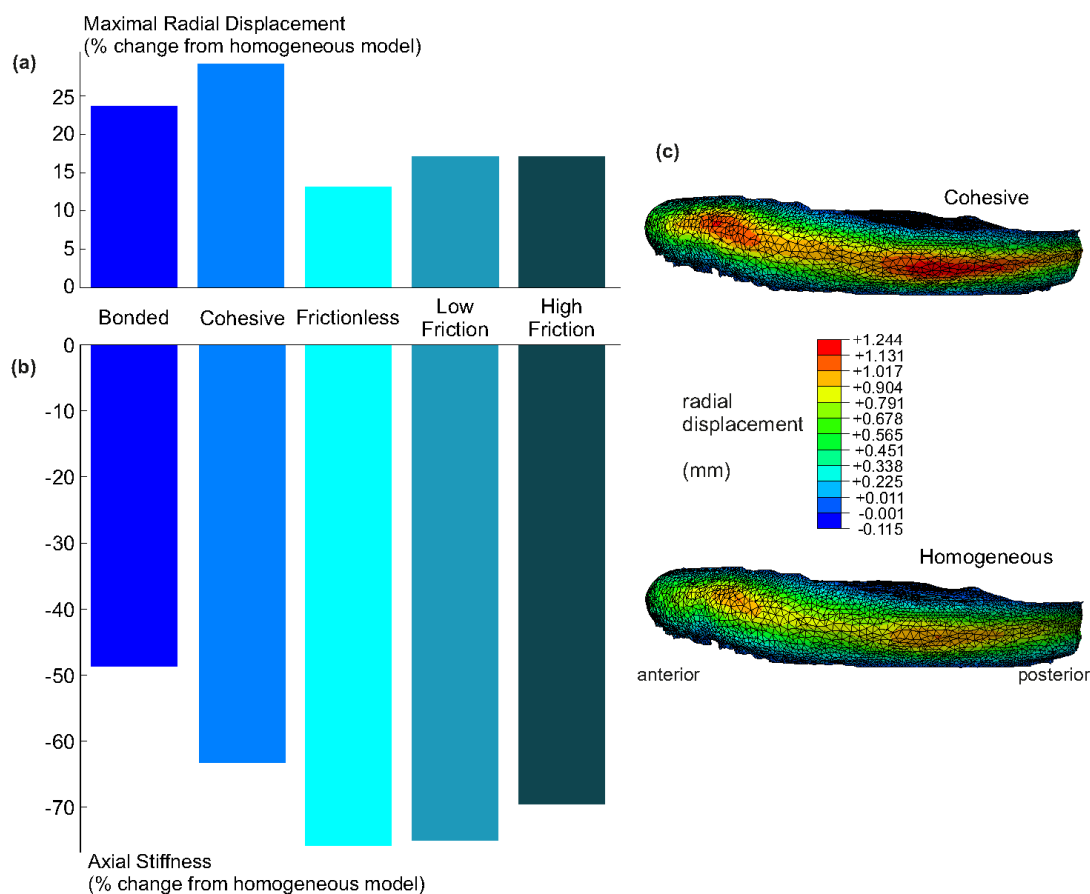 Maximal Radial Displacement
(% change from homogeneous model)
(a)
25
20
15
10
5
0
Bonded
Cohesive
Frictionless
Low
Friction
High
Friction
(b)
0
-10
-20
-30
-40
-50
-60
-70
Axial Stiffness
(% change from homogeneous model)
(c)
Cohesive
radial
displacement
(mm)
+1.244
+1.131
+1.017
+0.904
+0.791
+0.678
+0.565
+0.451
+0.338
+0.225
+0.011
-0.001
-0.115
Homogeneous
anterior
posterior